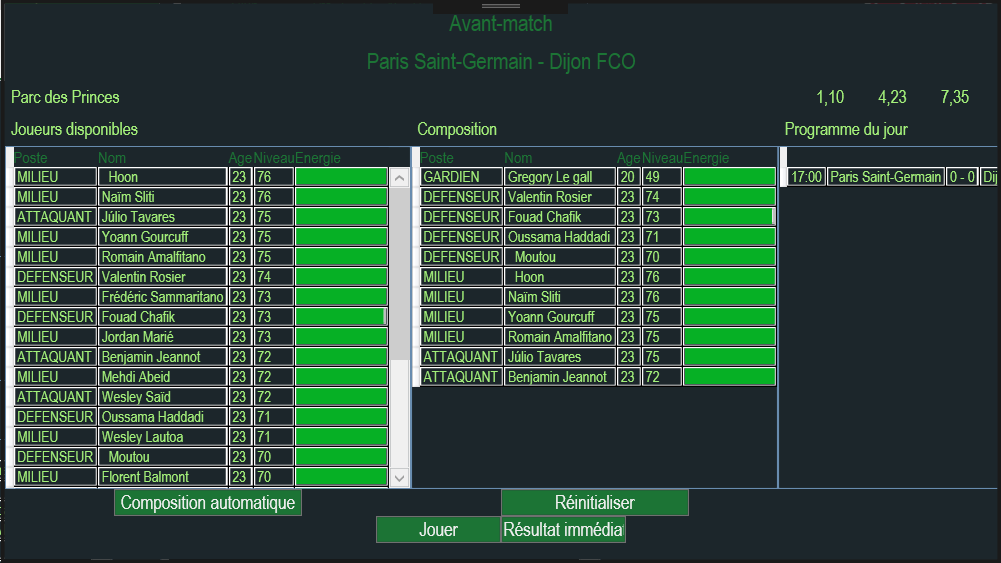 Avant-match
Paris Saint-Germain - Dijon FCO
Parc des Princes 1,10 4,23 7,35
Joueurs disponibles
Poste Nom Age Niveau Energie
MILIEU Hoon 23 76
MILIEU Naïm Sliti 23 76
ATTAQUANT Júlio Tavares 23 75
MILIEU Yoann Gourcuff 23 75
MILIEU Romain Amalfitano 23 75
DEFENSEUR Valentin Rosier 23 74
MILIEU Frédéric Sammaritano 23 73
DEFENSEUR Fouad Chafik 23 73
MILIEU Jordan Marié 23 73
ATTAQUANT Benjamin Jeannot 23 72
MILIEU Mehdi Abeid 23 72
ATTAQUANT Wesley Saïd 23 72
DEFENSEUR Oussama Haddadi 23 71
MILIEU Wesley Lautoa 23 71
DEFENSEUR Moutou 23 70
MILIEU Florent Balmont 23 70
Composition
Poste Nom Age Niveau Energie
GARDIEN Gregory Le gall 20 49
DEFENSEUR Valentin Rosier 23 74
DEFENSEUR Fouad Chafik 23 73
DEFENSEUR Oussama Haddadi 23 71
DEFENSEUR Moutou 23 70
MILIEU Hoon 23 76
MILIEU Naïm Sliti 23 76
MILIEU Yoann Gourcuff 23 75
MILIEU Romain Amalfitano 23 75
ATTAQUANT Júlio Tavares 23 75
ATTAQUANT Benjamin Jeannot 23 72
Programme du jour
17:00 Paris Saint-Germain 0 - 0 Dij
Composition automatique
Réinitialiser
Jouer
Résultat immédia